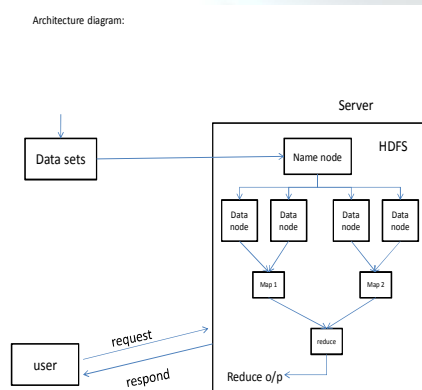 Architecture diagram:
Server
HDFS
Data sets
Name node
Data
node
Data
node
Data
node
Data
node
Map 1
Map 2
reduce
request
user
respond
Reduce o/p